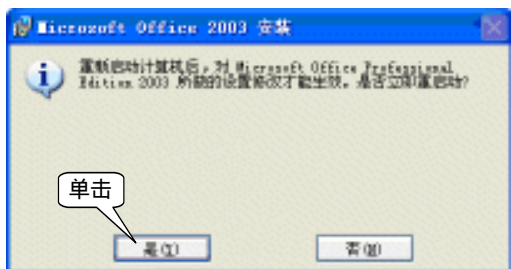 Microsoft Office 2003 安装
重新启动计算机后，对 Microsoft Office Professional
Edition 2003 所做的设置修改才能生效。是否立即重启动?
单击
是(Y)
否(N)